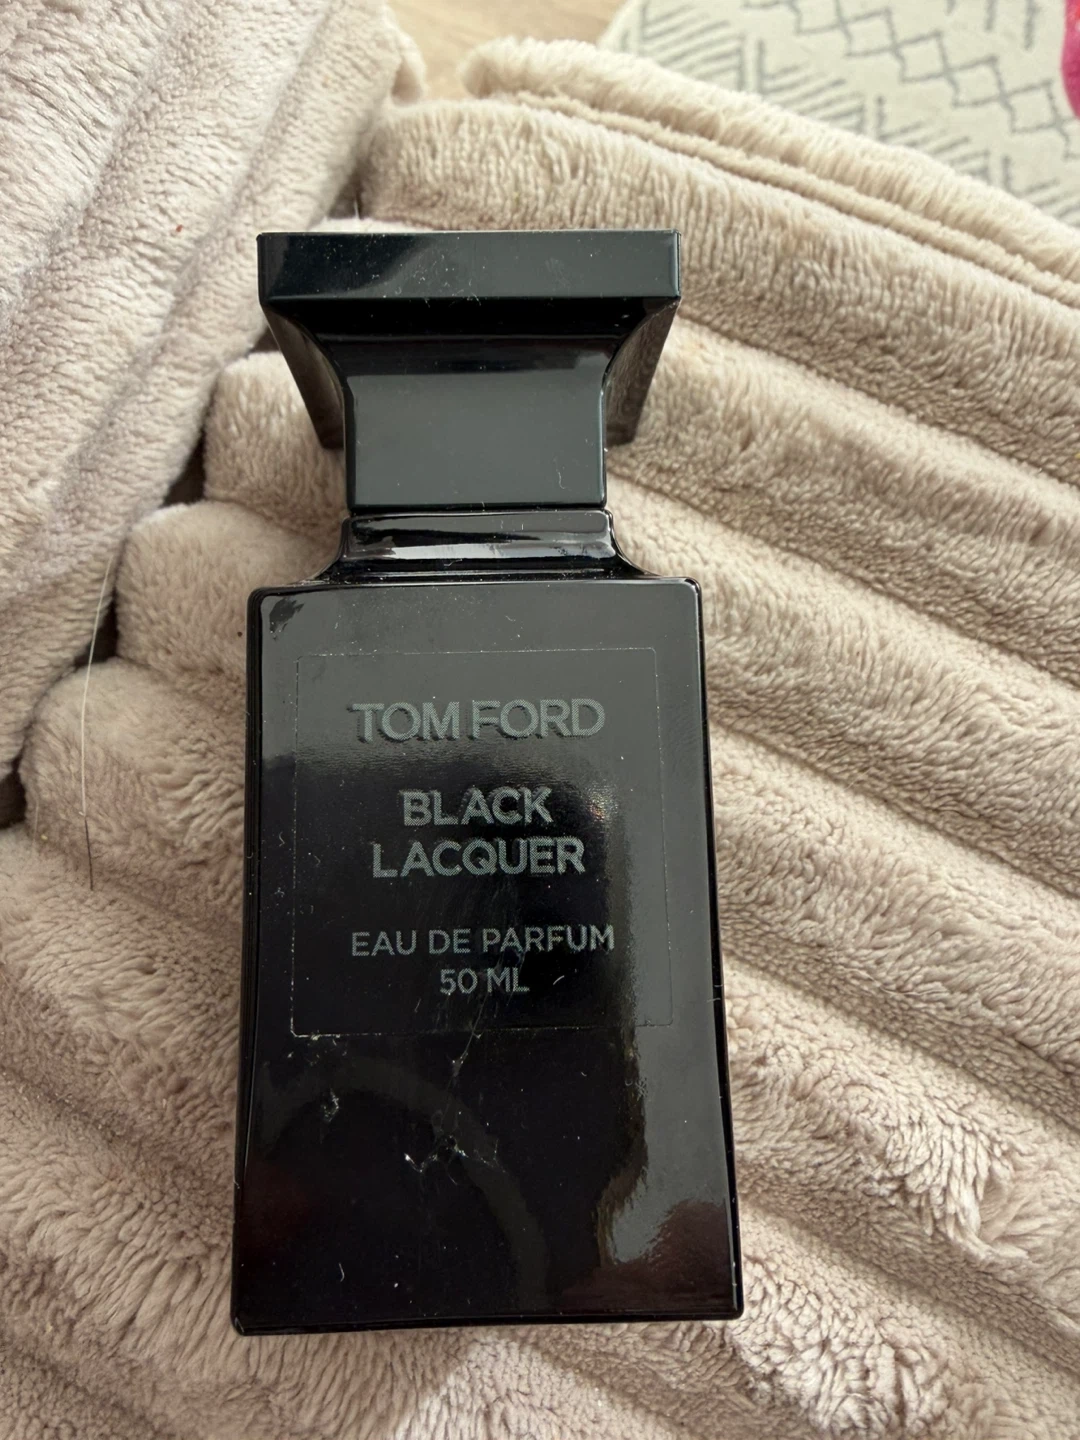 TOM FORD
BLACK
LACQUER
EAU DE PARFUM
50 ML